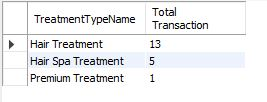 TreatmentTypeName Total
Transaction
Hair Treatment 13
Hair Spa Treatment 5
Premium Treatment 1